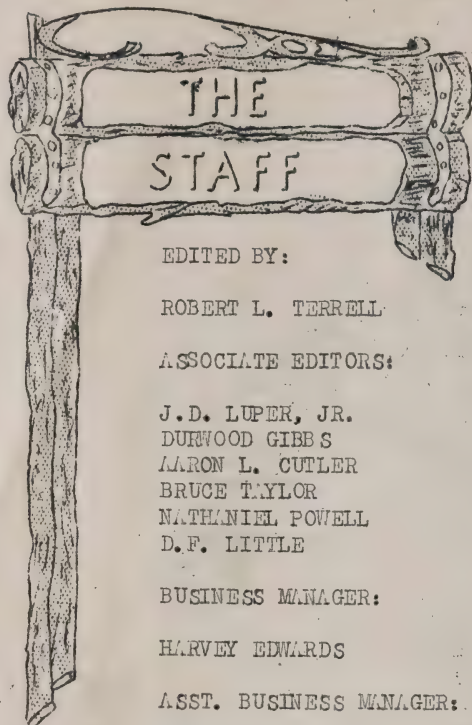 THE
STAFF
EDITED BY:
ROBERT L. TERRELL
ASSOCIATE EDITORS:
J.D. LUPER, JR.
DURWOOD GIBBS
AARON L. CUTLER
BRUCE TAYLOR
NATHANIEL POWELL
D.F. LITTLE
BUSINESS MANAGER:
HARVEY EDWARDS
ASST. BUSINESS MANAGER: